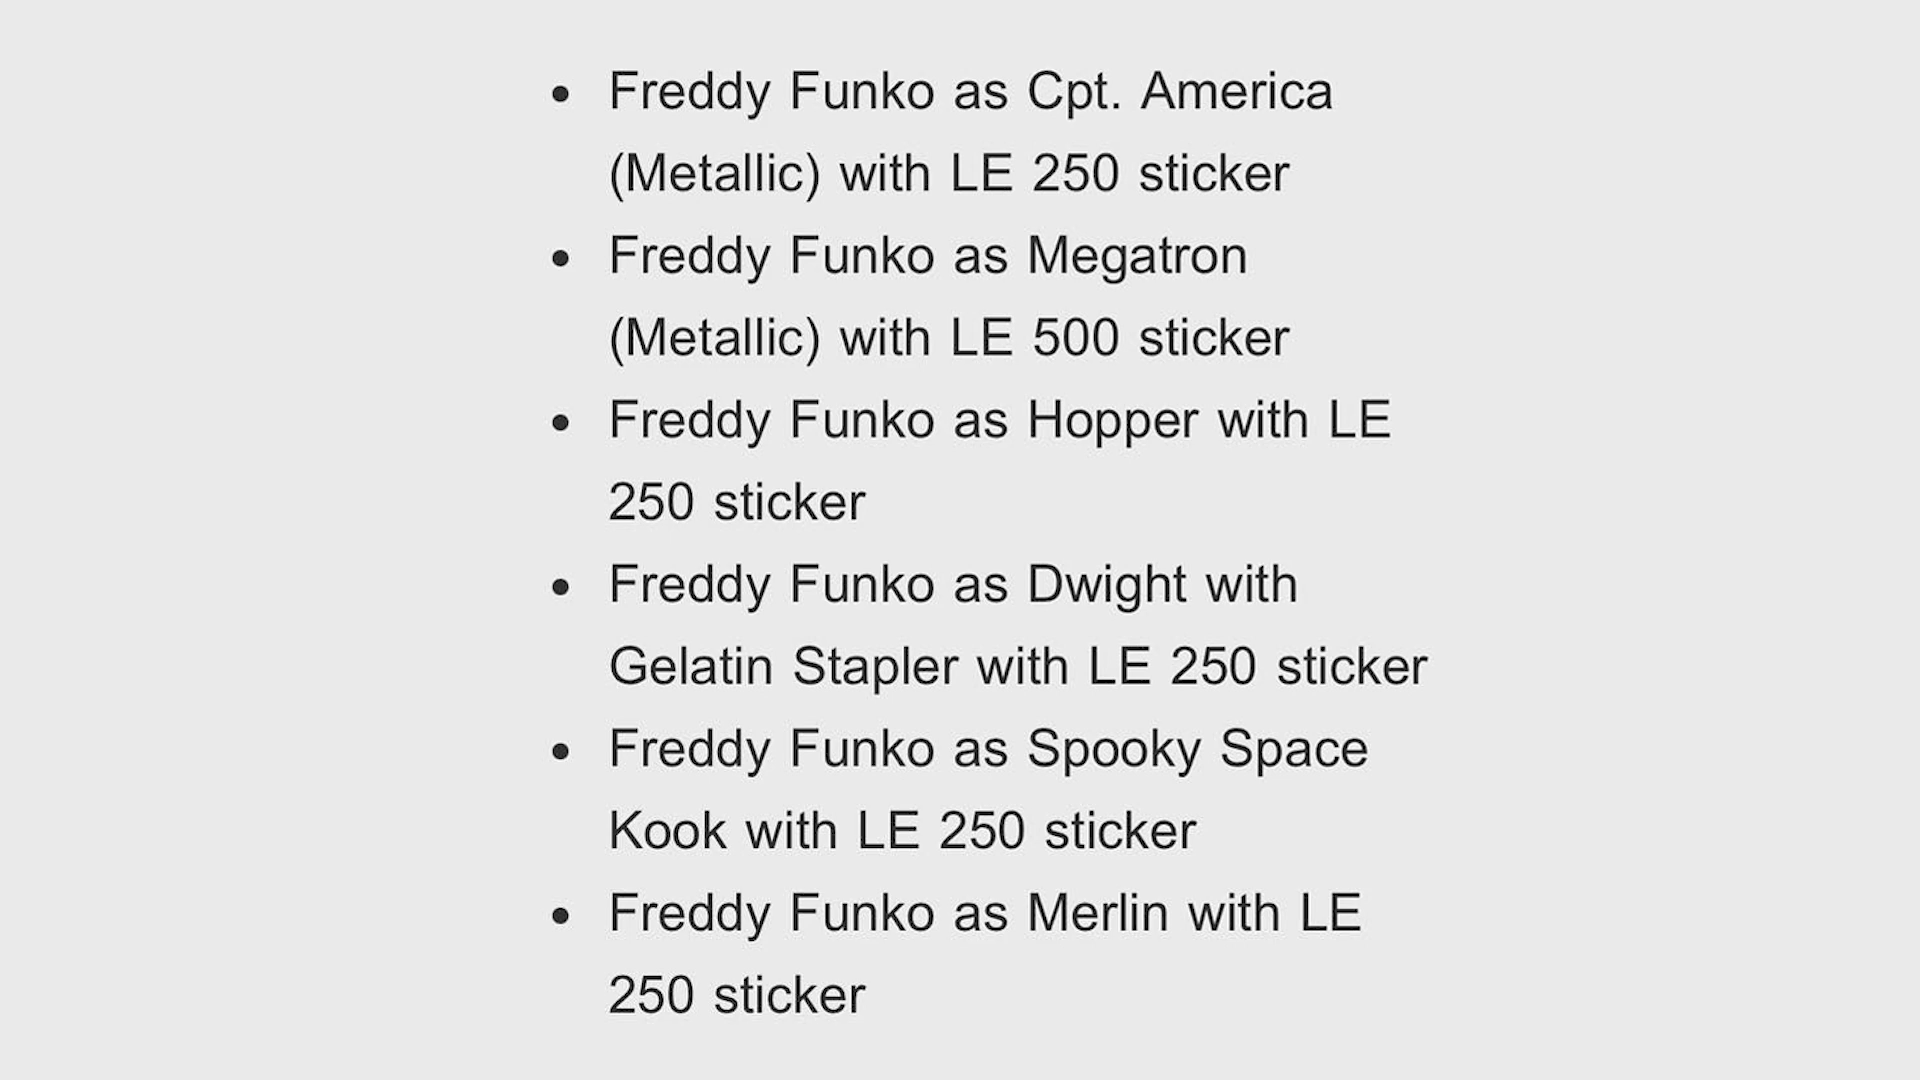 • Freddy Funko as Cpt. America
(Metallic) with LE 250 sticker
• Freddy Funko as Megatron
(Metallic) with LE 500 sticker
• Freddy Funko as Hopper with LE
250 sticker
• Freddy Funko as Dwight with
Gelatin Stapler with LE 250 sticker
• Freddy Funko as Spooky Space
Kook with LE 250 sticker
• Freddy Funko as Merlin with LE
250 sticker